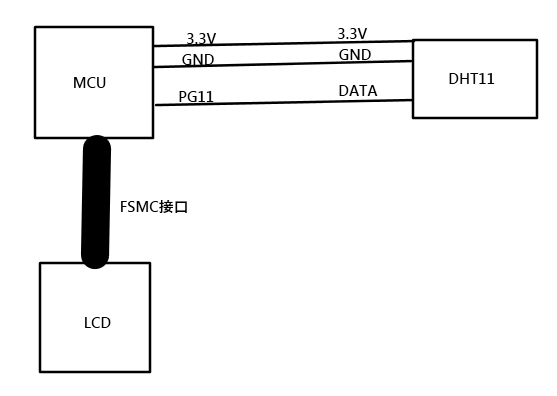 3.3V
3.3V
GND
GND
MCU
DHT11
PG11
DATA
FSMC接口
LCD